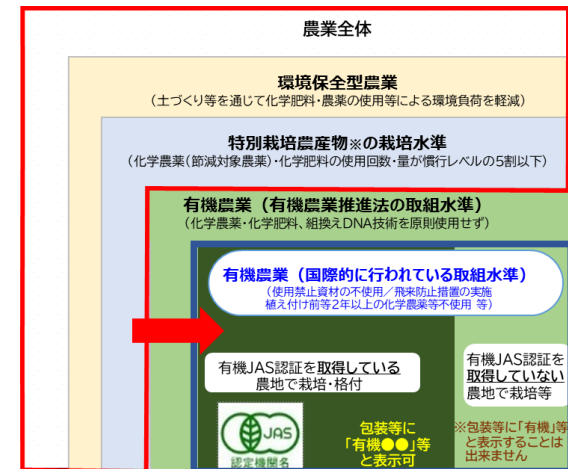 農業全体
環境保全型農業
（土づくり等を通じて化学肥料・農薬の使用等による環境負荷を軽減）
特別栽培農産物※の栽培水準
（化学農薬（節減対象農薬）・化学肥料の使用回数・量が慣行レベルの5割以下）
有機農業（有機農業推進法の取組水準）
（化学農薬・化学肥料、組換えDNA技術を原則使用せず）
有機農業（国際的に行われている取組水準）
（使用禁止資材の不使用／飛来防止措置の実施
植え付け前等2年以上の化学農薬等不使用 等）
有機JAS認証を取得している
農地で栽培・格付
有機JAS認証を
取得していない
農地で栽培等
JAS
認定機関名
包装等に
「有機●●」等
と表示可
※包装等に「有機」等
と表示することは
出来ません